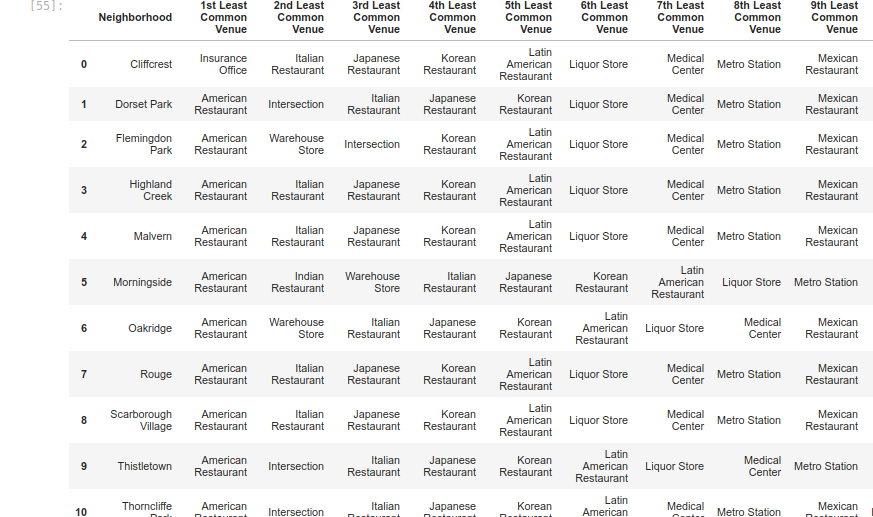 [55]:
Neighborhood 1st Least Common Venue 2nd Least Common Venue 3rd Least Common Venue 4th Least Common Venue 5th Least Common Venue 6th Least Common Venue 7th Least Common Venue 8th Least Common Venue 9th Least Common Venue
0 Cliffcrest Insurance Office Italian Restaurant Japanese Restaurant Korean Restaurant Latin American Restaurant Liquor Store Medical Center Metro Station Mexican Restaurant
1 Dorset Park American Restaurant Intersection Italian Restaurant Japanese Restaurant Korean Restaurant Liquor Store Medical Center Metro Station Mexican Restaurant
2 Flemingdon Park American Restaurant Warehouse Store Intersection Korean Restaurant Latin American Restaurant Liquor Store Medical Center Metro Station Mexican Restaurant
3 Highland Creek American Restaurant Italian Restaurant Japanese Restaurant Korean Restaurant Latin American Restaurant Liquor Store Medical Center Metro Station Mexican Restaurant
4 Malvern American Restaurant Italian Restaurant Japanese Restaurant Korean Restaurant Latin American Restaurant Liquor Store Medical Center Metro Station Mexican Restaurant
5 Morningside American Restaurant Indian Restaurant Warehouse Store Italian Restaurant Japanese Restaurant Korean Restaurant Latin American Restaurant Liquor Store Metro Station
6 Oakridge American Restaurant Warehouse Store Italian Restaurant Japanese Restaurant Korean Restaurant Latin American Restaurant Liquor Store Medical Center Mexican Restaurant
7 Rouge American Restaurant Italian Restaurant Japanese Restaurant Korean Restaurant Latin American Restaurant Liquor Store Medical Center Metro Station Mexican Restaurant
8 Scarborough Village American Restaurant Italian Restaurant Japanese Restaurant Korean Restaurant Latin American Restaurant Liquor Store Medical Center Metro Station Mexican Restaurant
9 Thistletown American Restaurant Intersection Italian Restaurant Japanese Restaurant Korean Restaurant Latin American Restaurant Liquor Store Medical Center Metro Station
10 Thorncliffe American Intersection Italian Japanese Korean Latin American Medical Metro Station Mexican